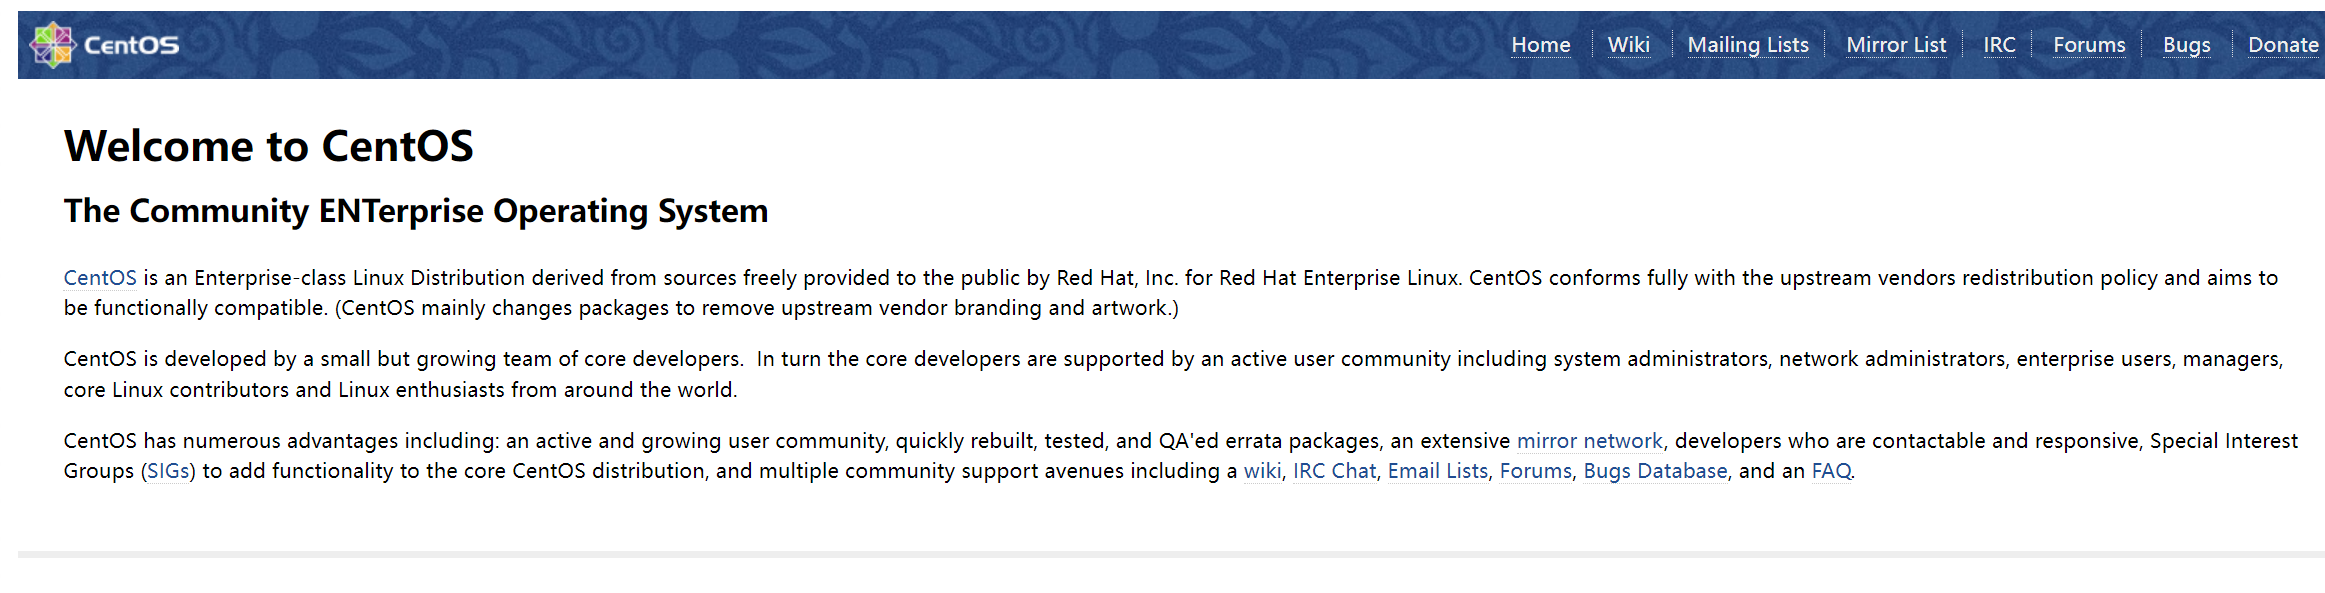 CentOS
Home Wiki Mailing Lists Mirror List IRC Forums Bugs Donate
Welcome to CentOS
The Community ENTerprise Operating System
CentOS is an Enterprise-class Linux Distribution derived from sources freely provided to the public by Red Hat, Inc. for Red Hat Enterprise Linux. CentOS conforms fully with the upstream vendors redistribution policy and aims to
be functionally compatible. (CentOS mainly changes packages to remove upstream vendor branding and artwork.)
CentOS is developed by a small but growing team of core developers.  In turn the core developers are supported by an active user community including system administrators, network administrators, enterprise users, managers,
core Linux contributors and Linux enthusiasts from around the world.
CentOS has numerous advantages including: an active and growing user community, quickly rebuilt, tested, and QA'ed errata packages, an extensive mirror network, developers who are contactable and responsive, Special Interest
Groups (SIGs) to add functionality to the core CentOS distribution, and multiple community support avenues including a wiki, IRC Chat, Email Lists, Forums, Bugs Database, and an FAQ.